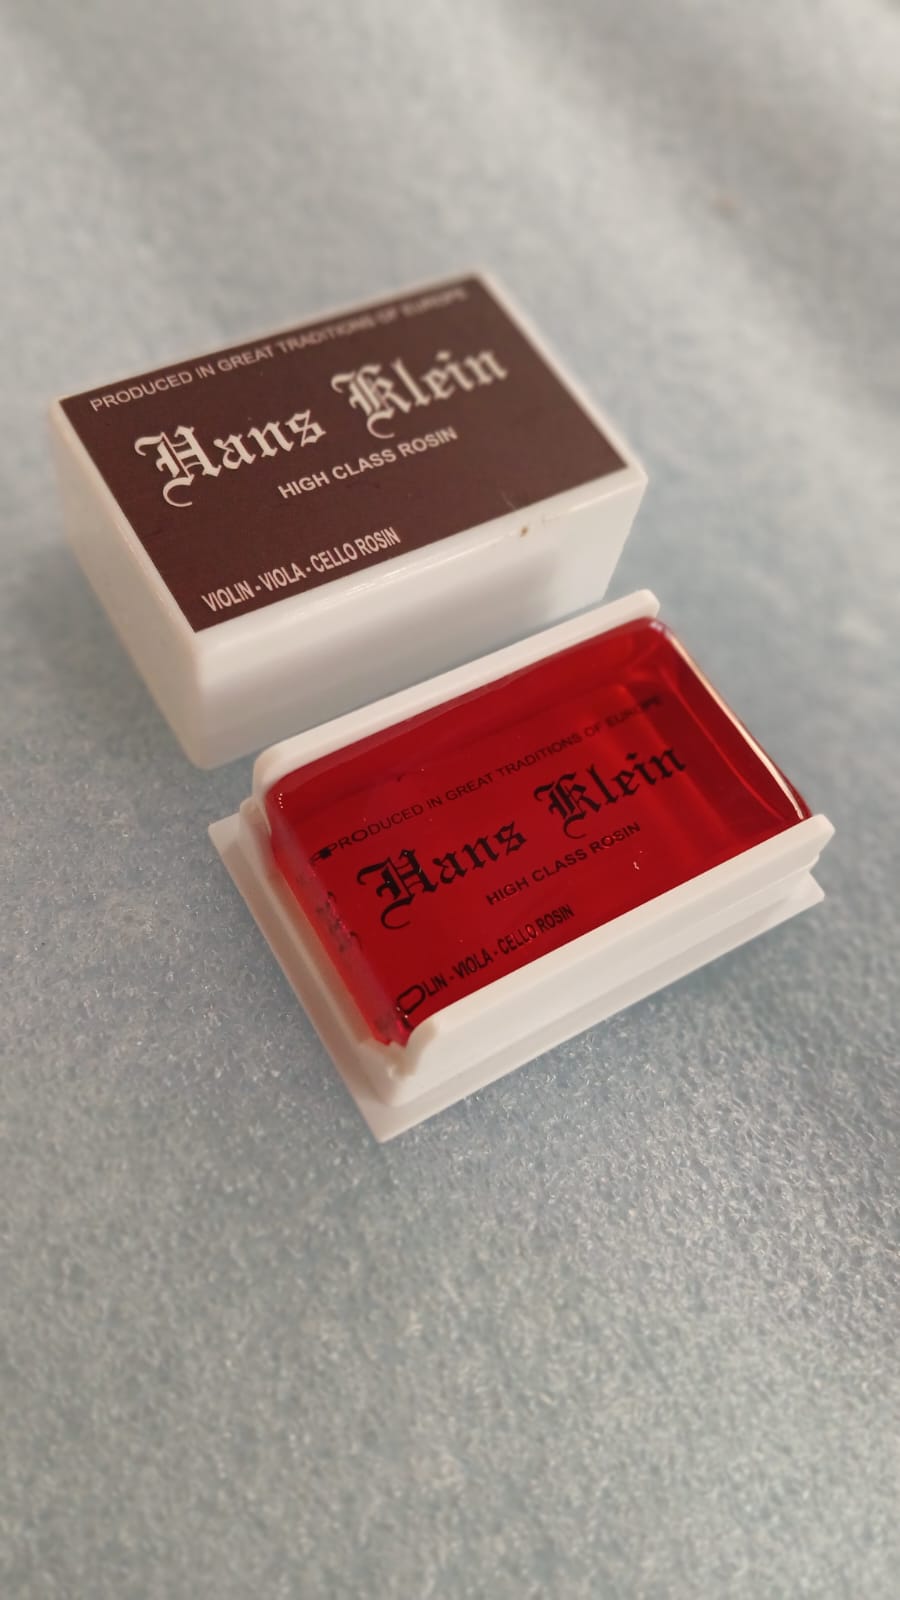 PRODUCED IN GREAT TRADITIONS OF EUROPE
Hans Klein
HIGH CLASS ROSIN
VIOLIN - VIOLA - CELLO ROSIN
PRODUCED IN GREAT TRADITIONS OF EUROPE
Hans Klein
HIGH CLASS ROSIN
LIN - VIOLA - CELLO ROSIN